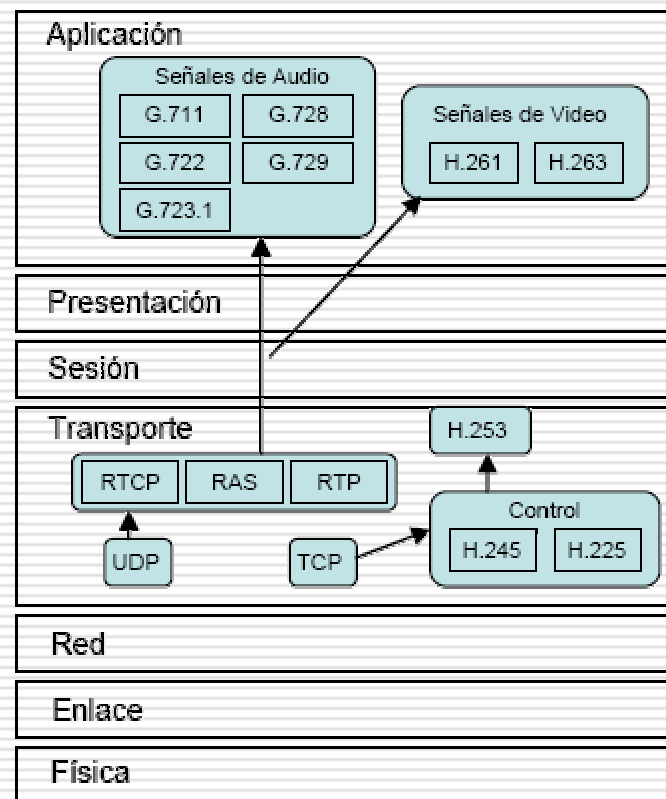 Aplicación
Señales de Audio
G.711 G.728
G.722 G.729
G.723.1
Señales de Video
H.261 H.263
Presentación
Sesión
Transporte
H.253
RTCP RAS RTP
Control
H.245 H.225
UDP
TCP
Red
Enlace
Física